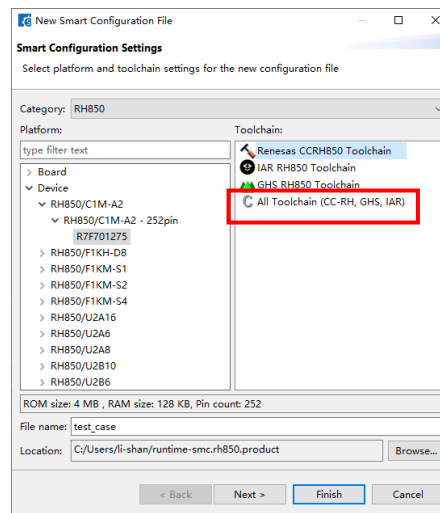 New Smart Configuration File
Smart Configuration Settings
Select platform and toolchain settings for the new configuration file
Category: RH850
Platform:
type filter text
Board
Device
RH850/C1M-A2
RH850/C1M-A2 - 252pin
R7F701275
RH850/F1KH-D8
RH850/F1KM-S1
RH850/F1KM-S2
RH850/F1KM-S4
RH850/U2A16
RH850/U2A6
RH850/U2A8
RH850/U2B10
RH850/U2B6
Toolchain:
Renesas CCRH850 Toolchain
IAR RH850 Toolchain
GHS RH850 Toolchain
All Toolchain (CC-RH, GHS, IAR)
ROM size: 4 MB , RAM size: 128 KB, Pin count: 252
File name: test_case
Location: C:/Users/li-shan/runtime-smc.rh850.product Browse...
< Back Next > Finish Cancel